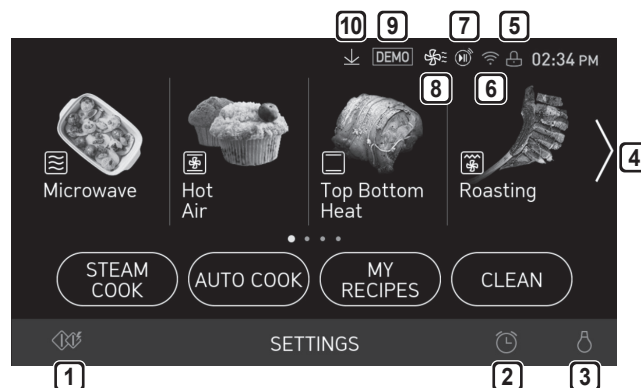 10 9 7 5
DEMO 02:34 PM
8 6
4
Microwave
Hot
Air
Top Bottom
Heat
Roasting
STEAM
COOK
AUTO COOK
MY
RECIPES
CLEAN
SETTINGS
1 2 3